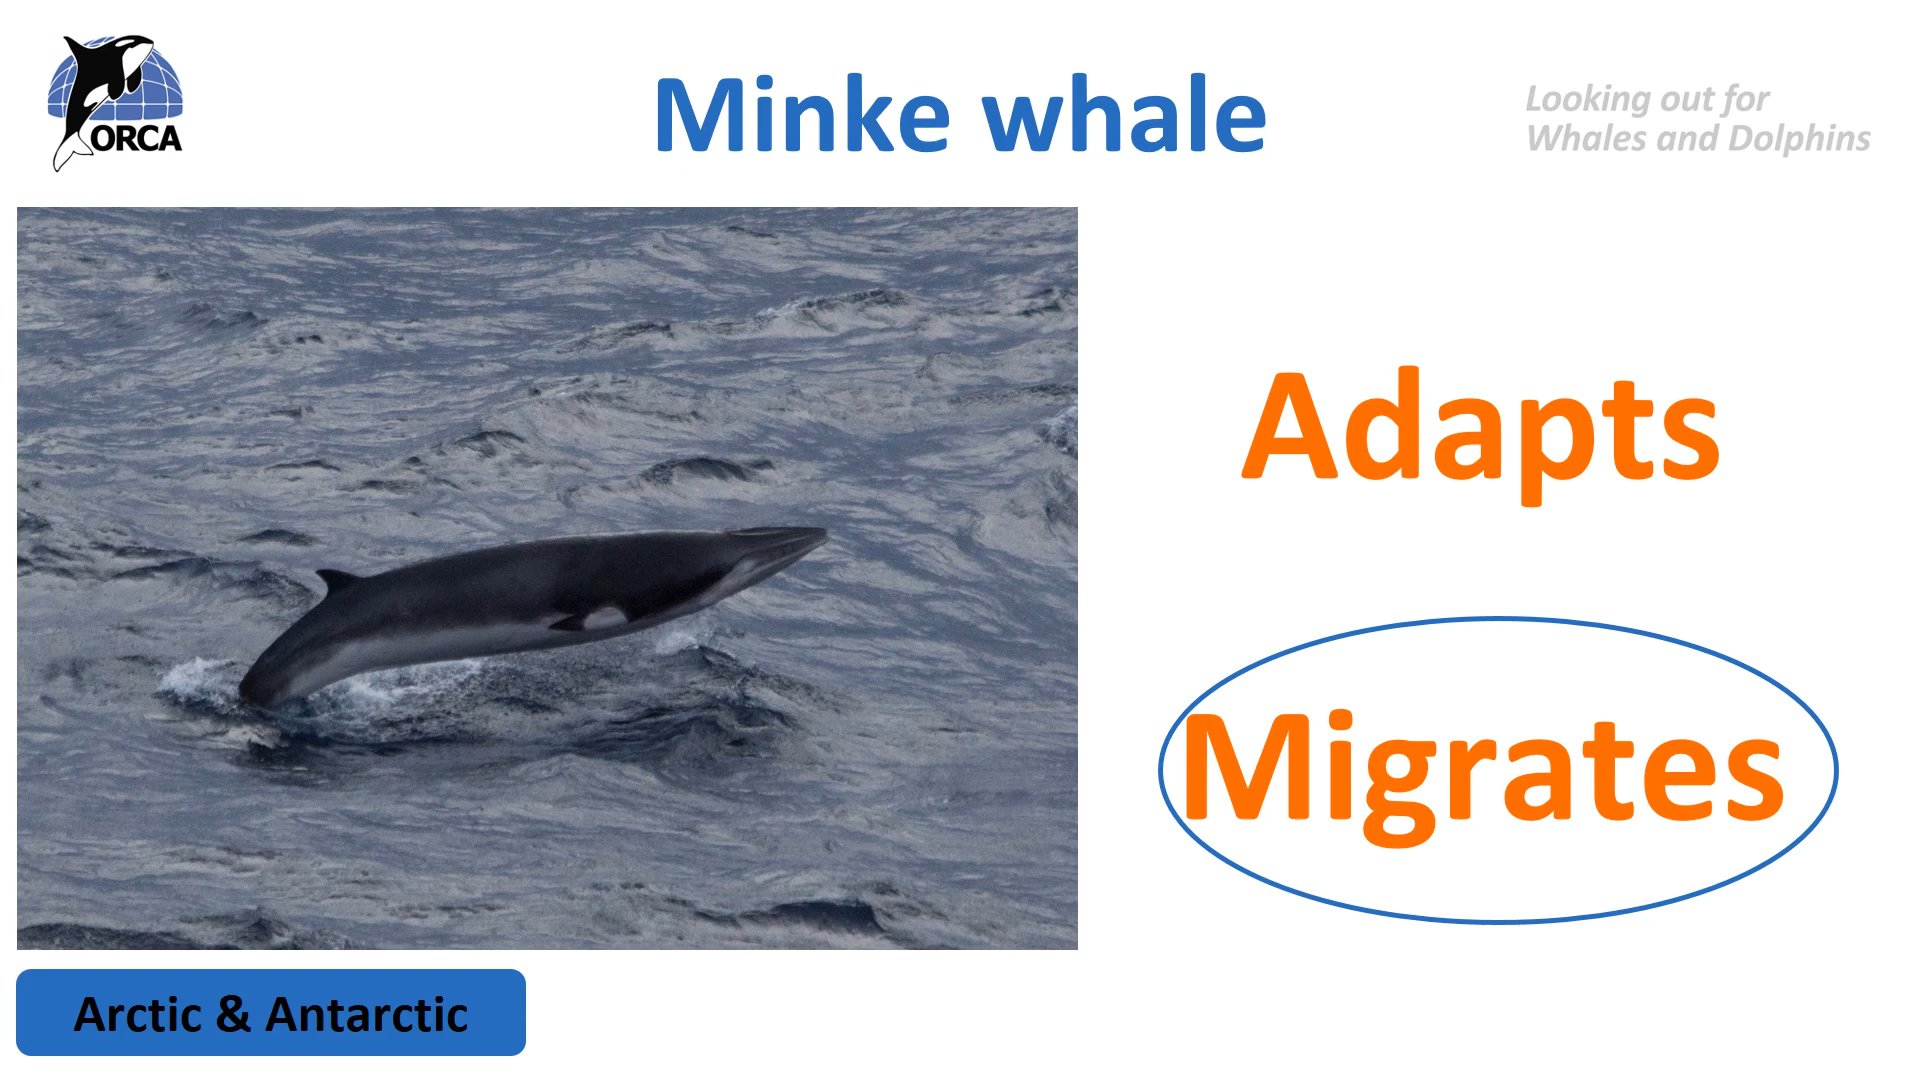 ORCA
Minke whale
Looking out for
Whales and Dolphins
Adapts
Migrates
Arctic & Antarctic